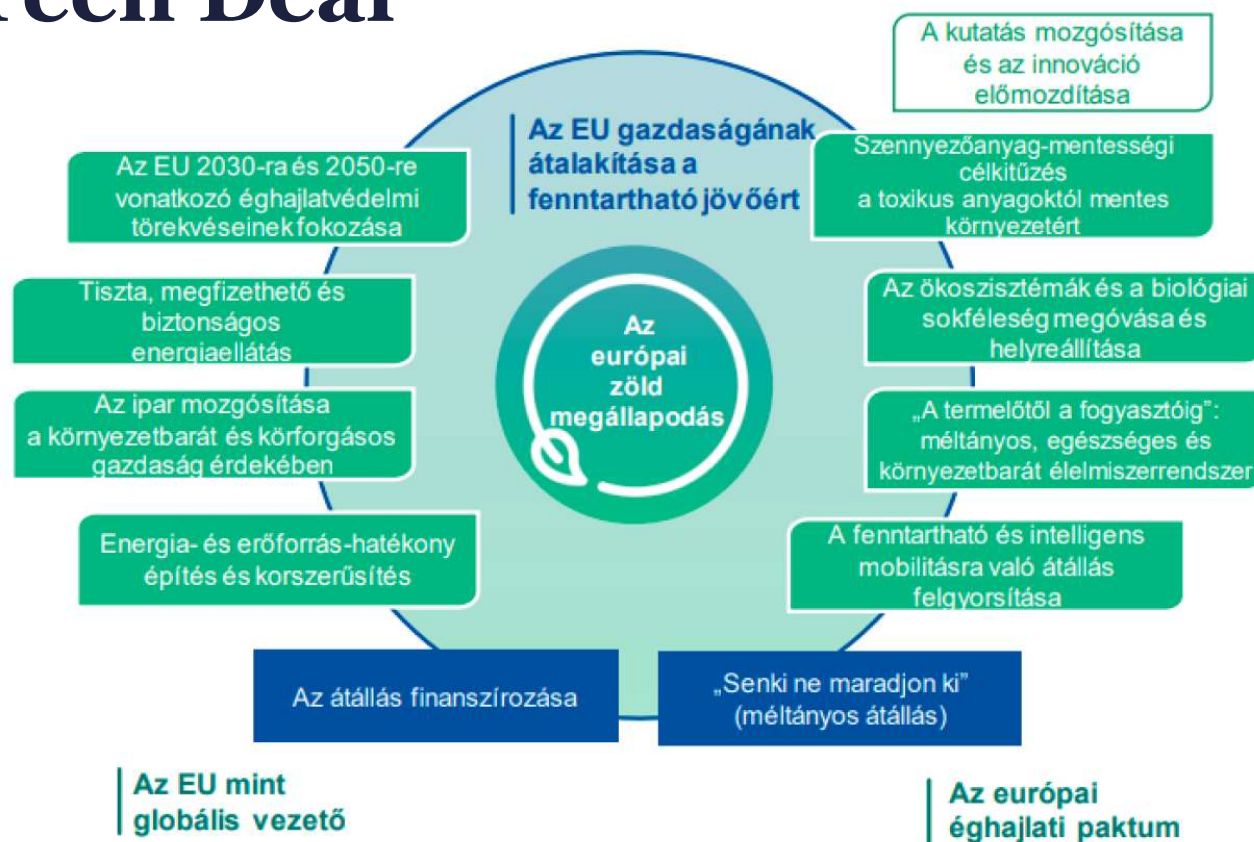 Green Deal
A kutatás mozgósítása
és az innováció
előmozdítása
Az EU gazdaságának
átalakítása a
fenntartható jövőért
Az EU 2030-ra és 2050-re
vonatkozó éghajlatvédelmi
törekvéseinek fokozása
Szennyezőanyag-mentességi
célkitűzés
a toxikus anyagoktól mentes
környezetért
Tiszta, megfizethető és
biztonságos
energiaellátás
Az ökoszisztémák és a biológiai
sokféleség megóvása és
helyreállítása
Az
európai
zöld
megállapodás
Az ipar mozgósítása
a környezetbarát és körforgásos
gazdaság érdekében
„A termelőtől a fogyasztóig”:
méltányos, egészséges és
környezetbarát élelmiszerrendszer
Energia- és erőforrás-hatékony
építés és korszerűsítés
A fenntartható és intelligens
mobilitásra való átállás
felgyorsítása
Az átállás finanszírozása
„Senki ne maradjon ki”
(méltányos átállás)
Az EU mint
globális vezető
Az európai
éghajlati paktum